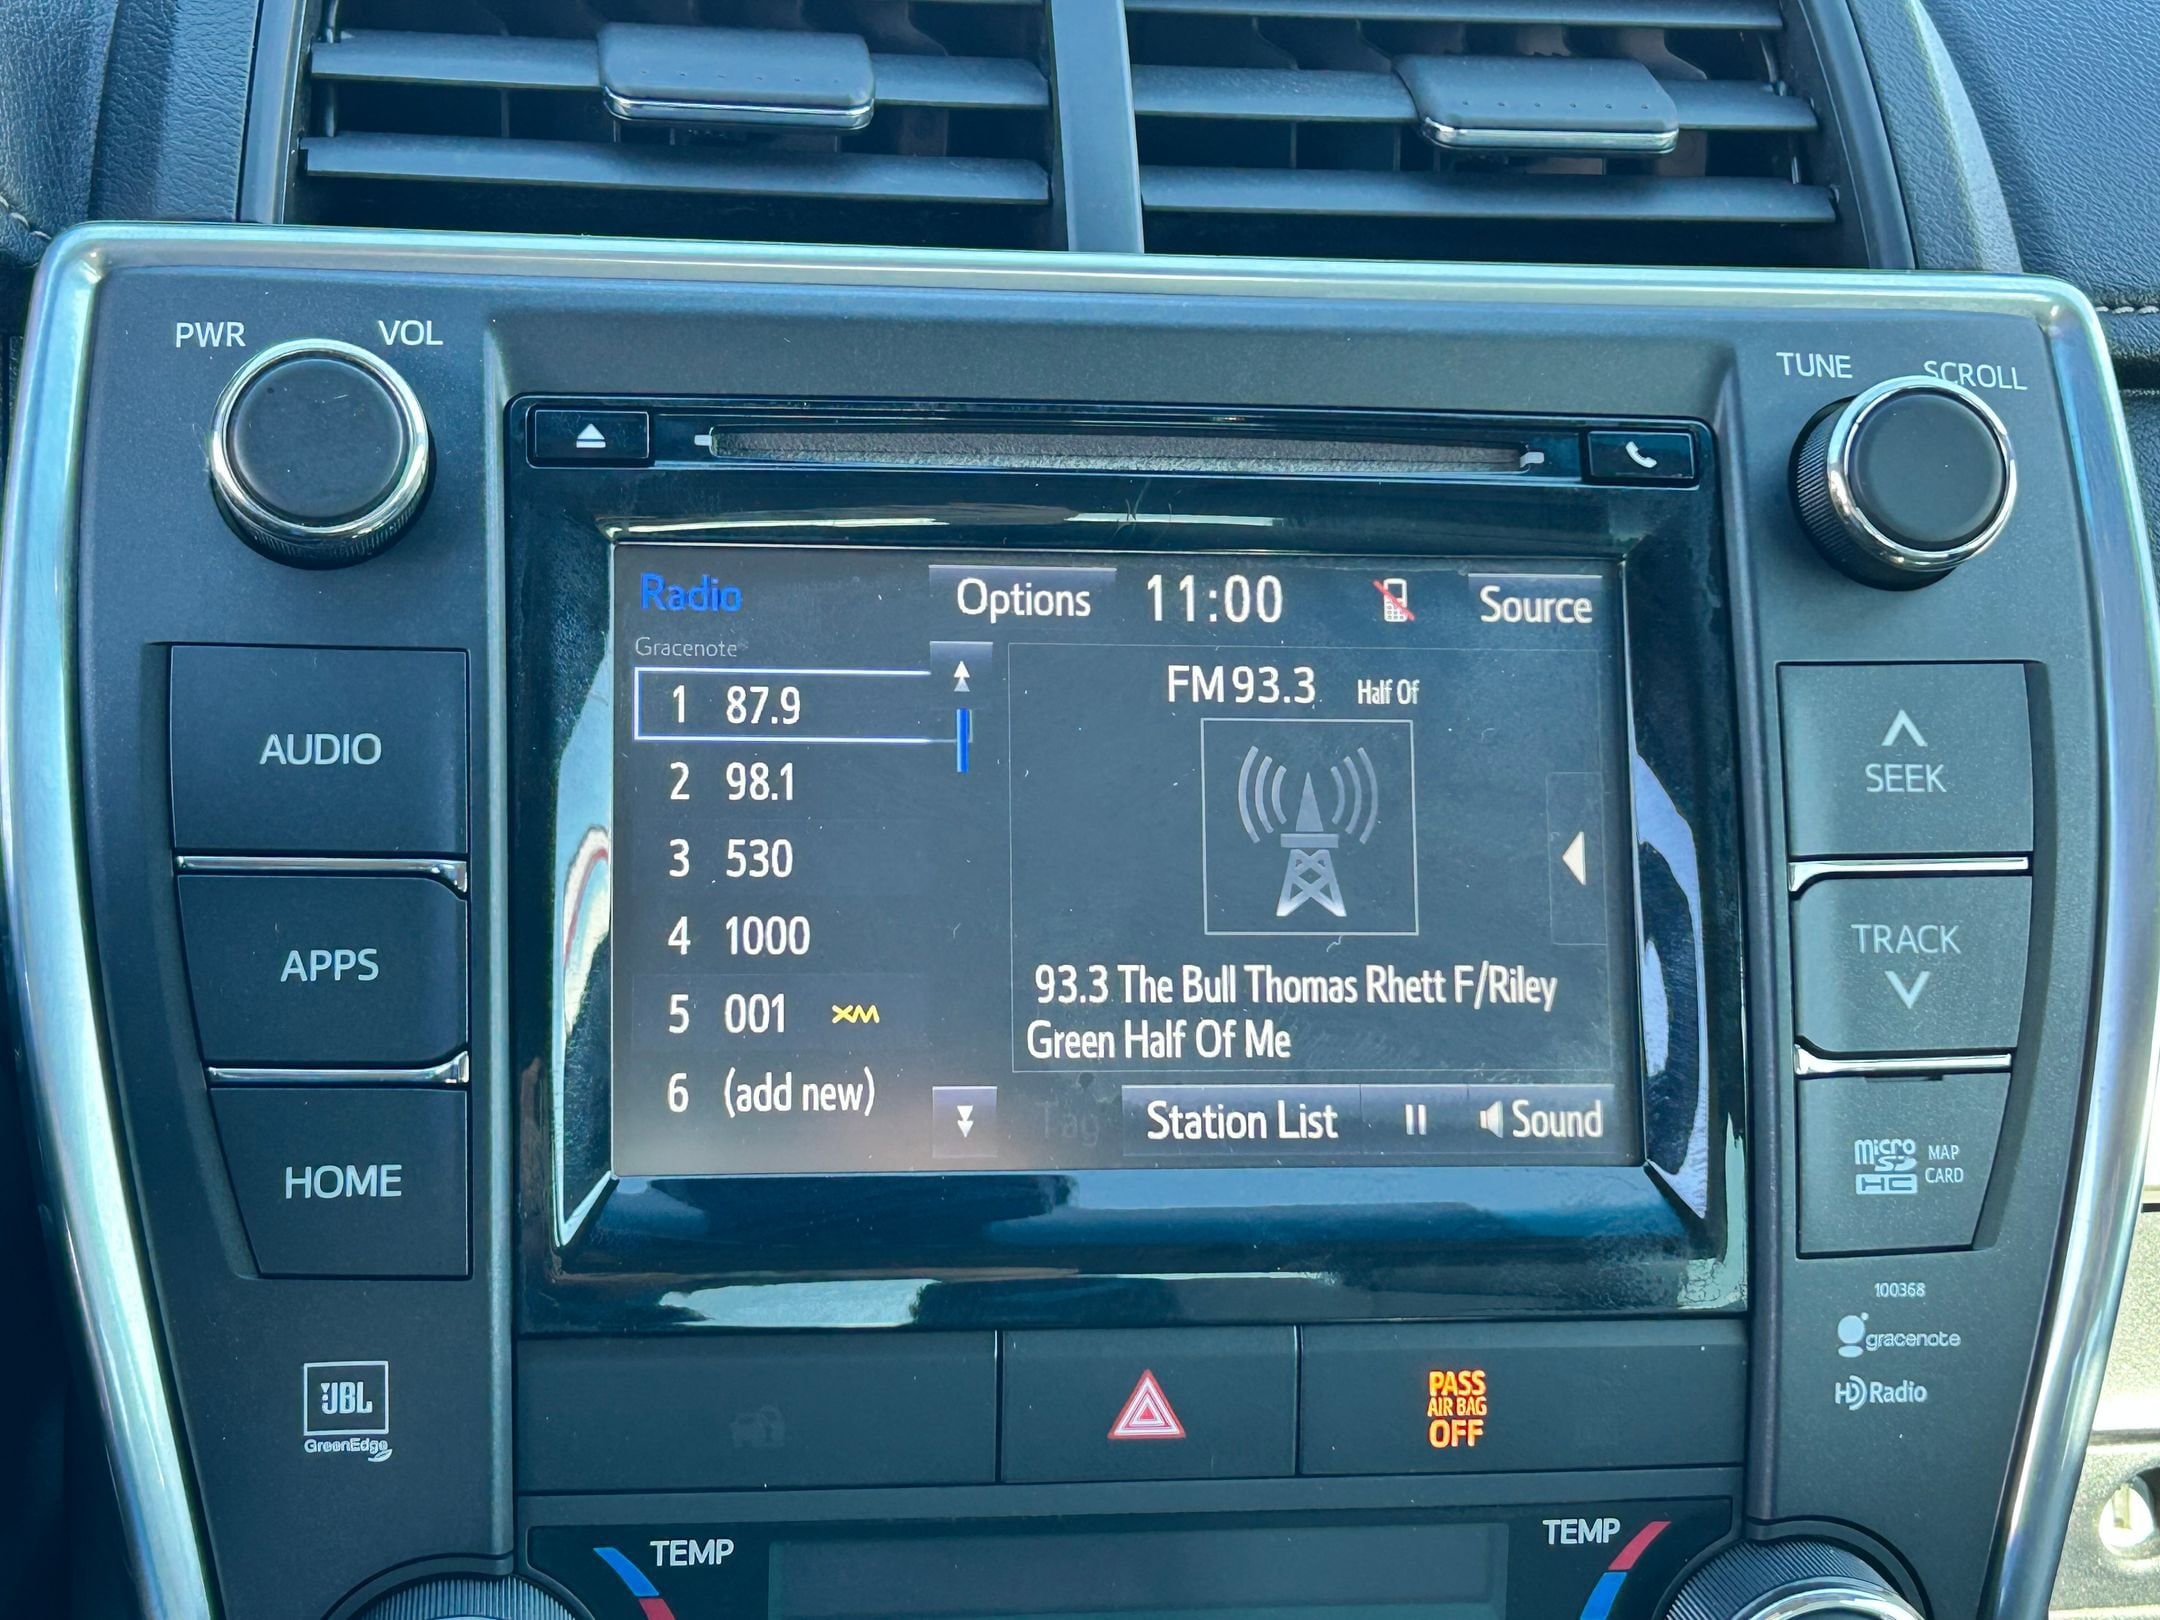 PWR VOL
TUNE SCROLL
Radio Options 11:00 Source
Gracenote®
1 87.9
2 98.1
3 530
4 1000
5 001 XM
6 (add new)
FM 93.3 Half Of
93.3 The Bull Thomas Rhett F/Riley
Green Half Of Me
Tag Station List Sound
AUDIO
APPS
HOME
SEEK
TRACK
micro SD HC MAP CARD
100368
gracenote
HD Radio
JBL
GreenEdge
PASS
AIR BAG
OFF
TEMP
TEMP